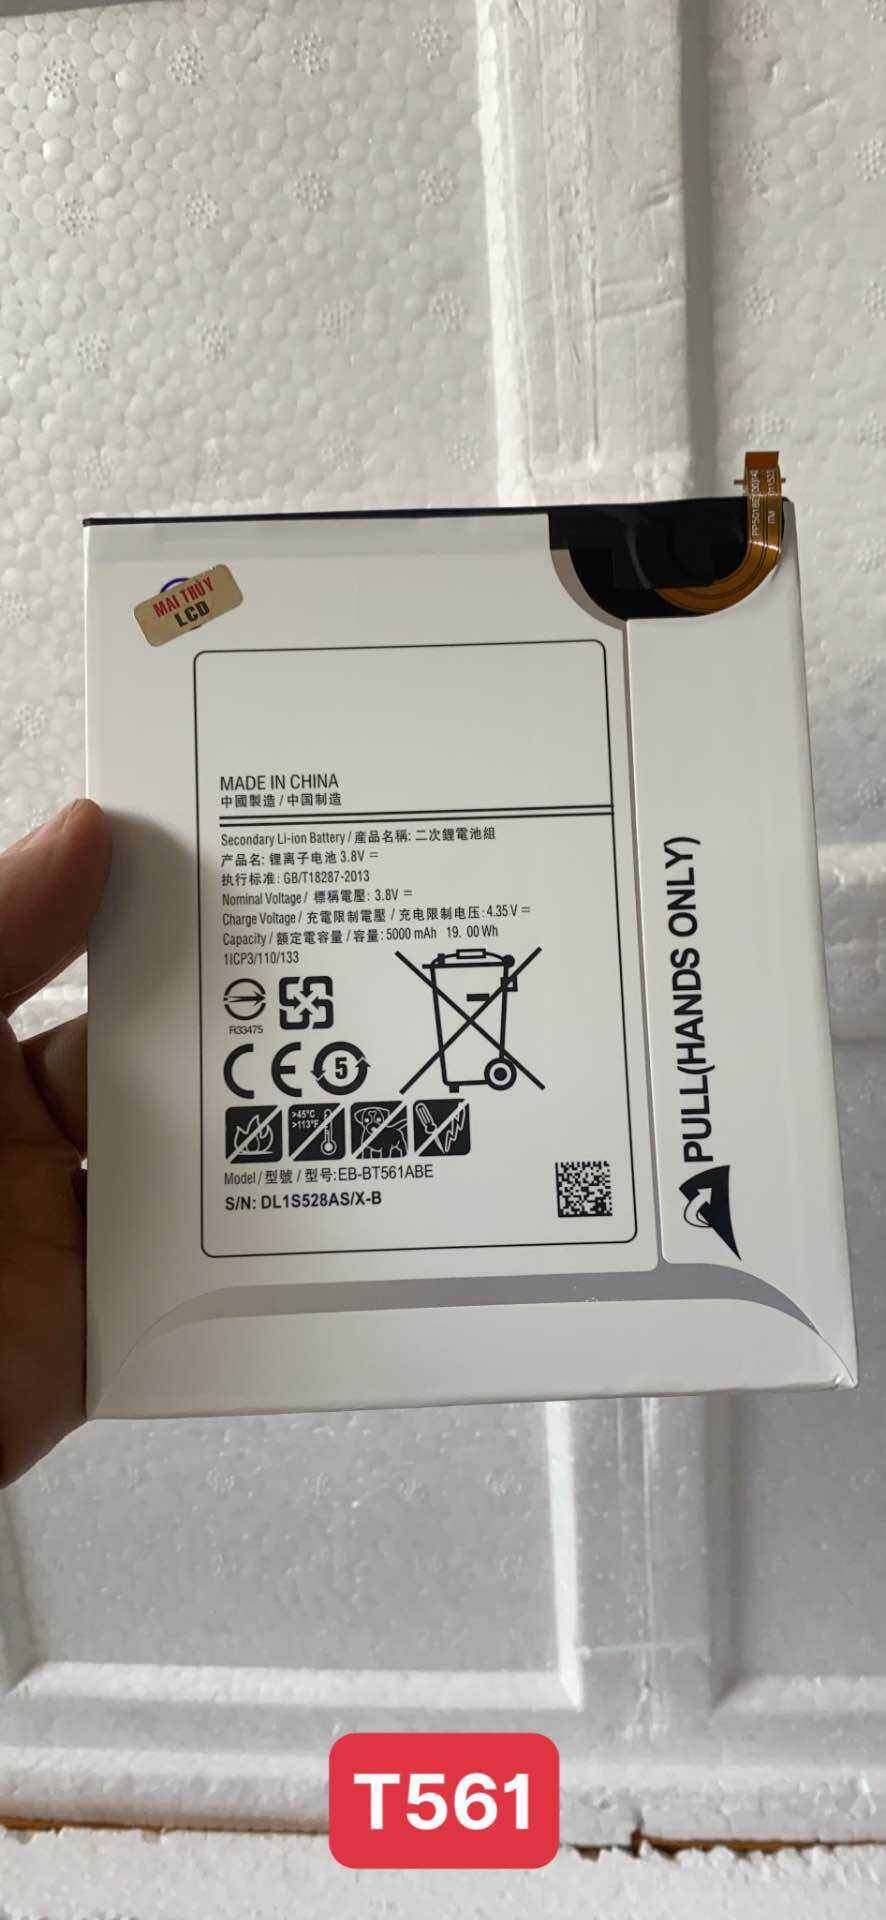 MAI THỦY
LCD
PP5C1
MADE IN CHINA
中國製造 / 中国制造
Secondary Li-ion Battery / 產品名稱: 二次鋰電池組
产品名: 锂离子电池 3.8V =
执行标准: GB/T18287-2013
Nominal Voltage / 標稱電壓: 3.8V =
Charge Voltage / 充電限制電壓 / 充电限制电压:4.35 V =
Capacity / 額定電容量 / 容量: 5000 mAh 19. 00 Wh
1ICP3/110/133
R33475
CE 5
>45°C
>113°F
Model / 型號 / 型号:EB-BT561ABE
S/N: DL1S528AS/X-B
PULL(HANDS ONLY)
T561